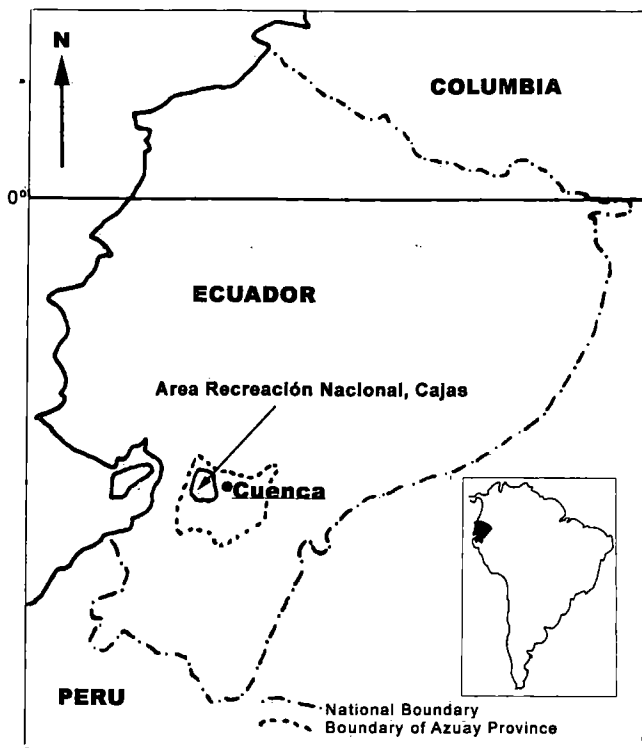 N
COLUMBIA
0°
ECUADOR
Area Recreación Nacional, Cajas
Cuenca
PERU
National Boundary
Boundary of Azuay Province